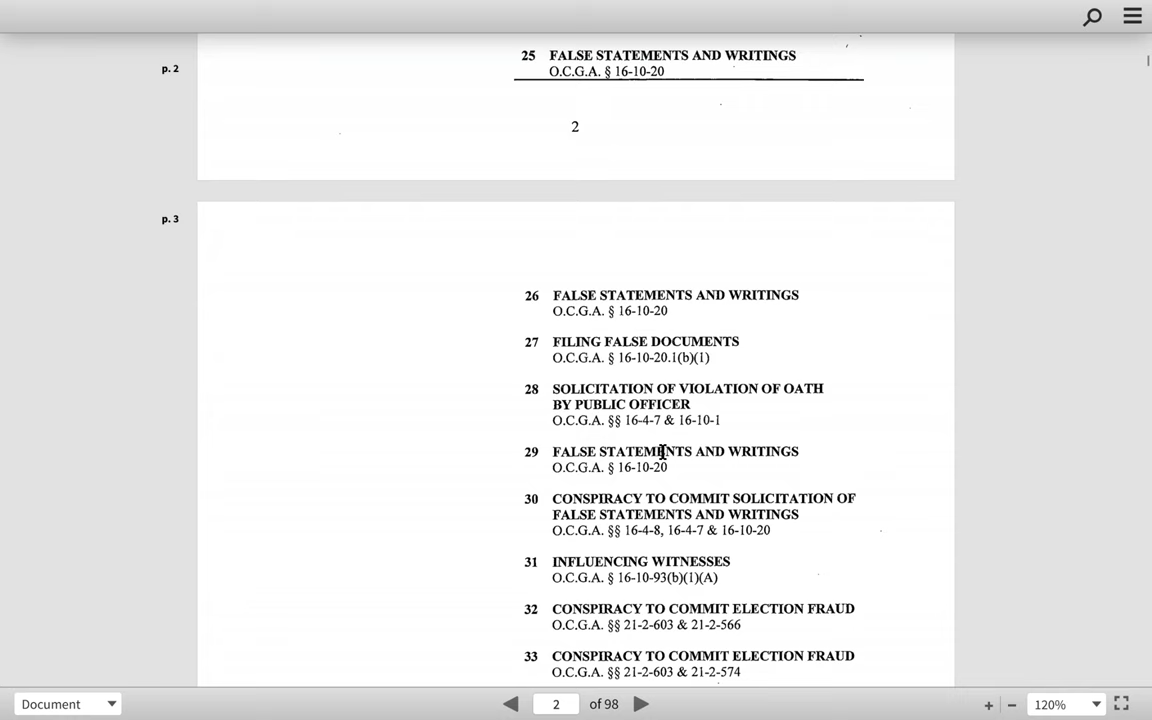 25 FALSE STATEMENTS AND WRITINGS
p. 2
O.C.G.A. § 16-10-20
2
p. 3
26 FALSE STATEMENTS AND WRITINGS
O.C.G.A. § 16-10-20
27 FILING FALSE DOCUMENTS
O.C.G.A. § 16-10-20.1(b)(1)
28 SOLICITATION OF VIOLATION OF OATH
BY PUBLIC OFFICER
O.C.G.A. §§ 16-4-7 & 16-10-1
29 FALSE STATEMENTS AND WRITINGS
O.C.G.A. § 16-10-20
30 CONSPIRACY TO COMMIT SOLICITATION OF
FALSE STATEMENTS AND WRITINGS
O.C.G.A. §§ 16-4-8, 16-4-7 & 16-10-20
31 INFLUENCING WITNESSES
O.C.G.A. § 16-10-93(b)(1)(A)
32 CONSPIRACY TO COMMIT ELECTION FRAUD
O.C.G.A. §§ 21-2-603 & 21-2-566
33 CONSPIRACY TO COMMIT ELECTION FRAUD
O.C.G.A. §§ 21-2-603 & 21-2-574
Document 2 of 98 120%